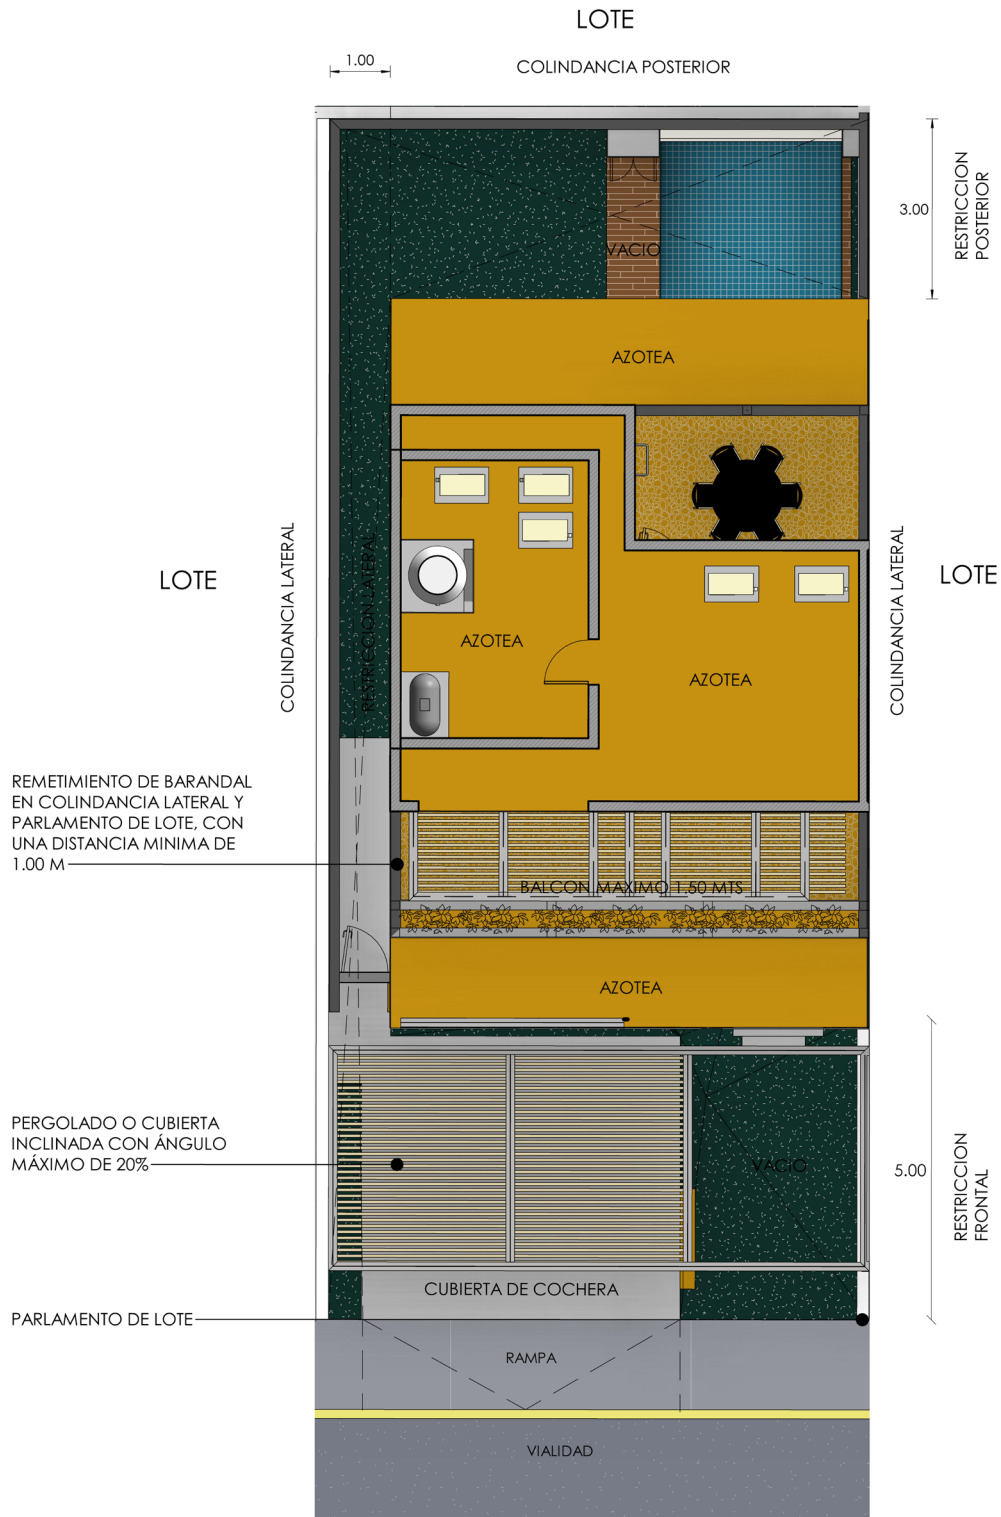 LOTE
1.00
COLINDANCIA POSTERIOR
3.00
RESTRICCION
POSTERIOR
VACIO
AZOTEA
LOTE
COLINDANCIA LATERAL
RESTRICCION LATERAL
AZOTEA
AZOTEA
COLINDANCIA LATERAL
LOTE
REMETIMIENTO DE BARANDAL
EN COLINDANCIA LATERAL Y
PARLAMENTO DE LOTE, CON
UNA DISTANCIA MINIMA DE
1.00 M
BALCON MAXIMO 1.50 MTS
AZOTEA
PERGOLADO O CUBIERTA
INCLINADA CON ÁNGULO
MÁXIMO DE 20%
VACIO
5.00
RESTRICCION
FRONTAL
CUBIERTA DE COCHERA
PARLAMENTO DE LOTE
RAMPA
VIALIDAD